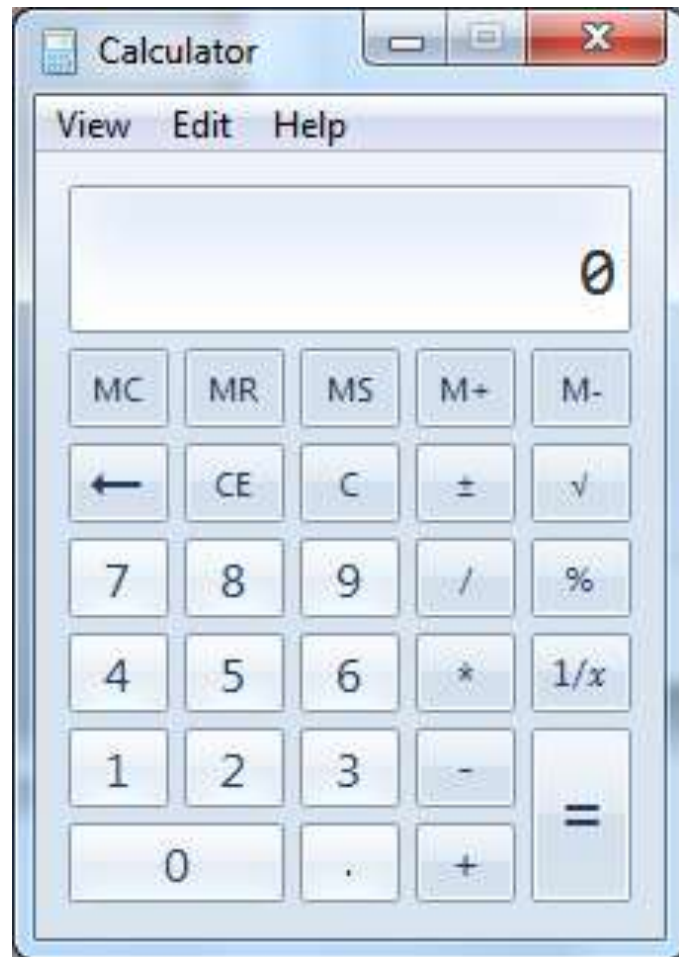 Calculator
View Edit Help
0
MC MR MS M+ M-
← CE C ± √
7 8 9 / %
4 5 6 * 1/x
1 2 3 - =
0 . +